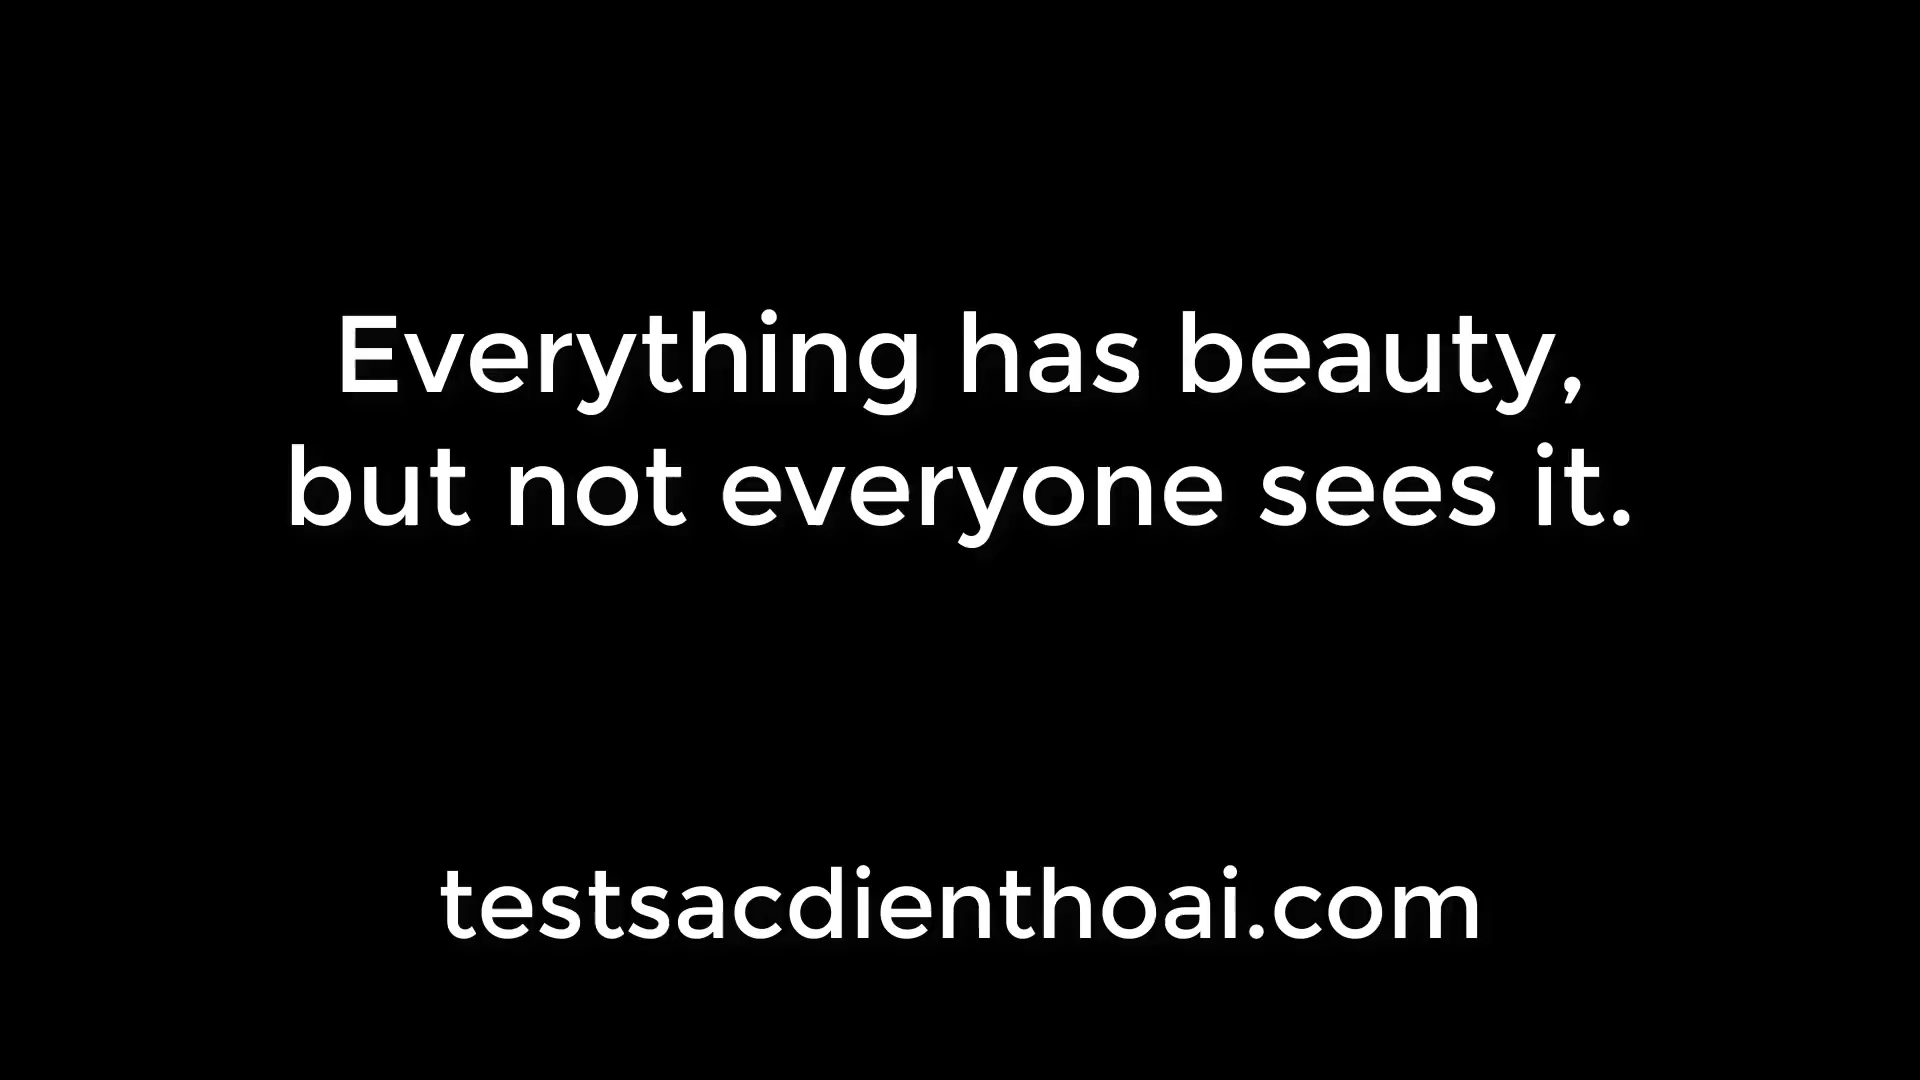 Everything has beauty,
but not everyone sees it.
testsacdienthoai.com